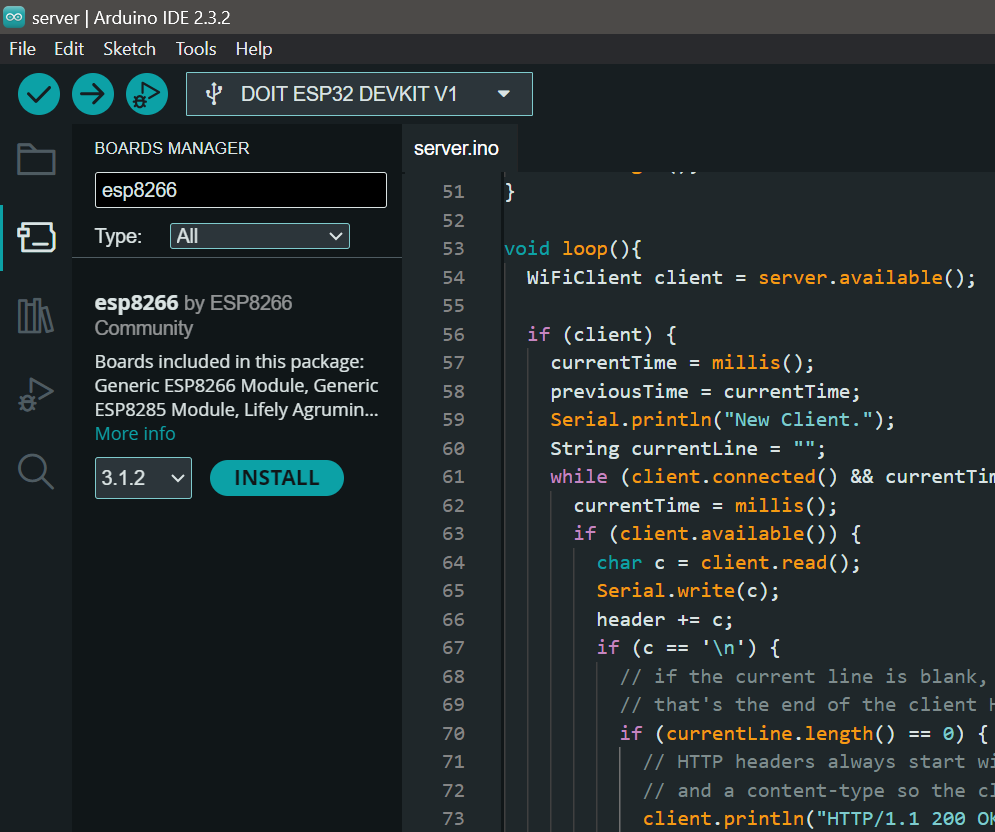 server | Arduino IDE 2.3.2
File Edit Sketch Tools Help
DOIT ESP32 DEVKIT V1
BOARDS MANAGER
esp8266
Type: All
esp8266 by ESP8266
Community
Boards included in this package:
Generic ESP8266 Module, Generic
ESP8285 Module, Lifely Agrumin...
More info
3.1.2 INSTALL
server.ino
51 }
52
53 void loop(){
54 WiFiClient client = server.available();
55
56 if (client) {
57 currentTime = millis();
58 previousTime = currentTime;
59 Serial.println("New Client.");
60 String currentLine = "";
61 while (client.connected() && currentTim
62 currentTime = millis();
63 if (client.available()) {
64 char c = client.read();
65 Serial.write(c);
66 header += c;
67 if (c == '\n') {
68 // if the current line is blank,
69 // that's the end of the client H
70 if (currentLine.length() == 0) {
71 // HTTP headers always start wi
72 // and a content-type so the cl
73 client.println("HTTP/1.1 200 OK